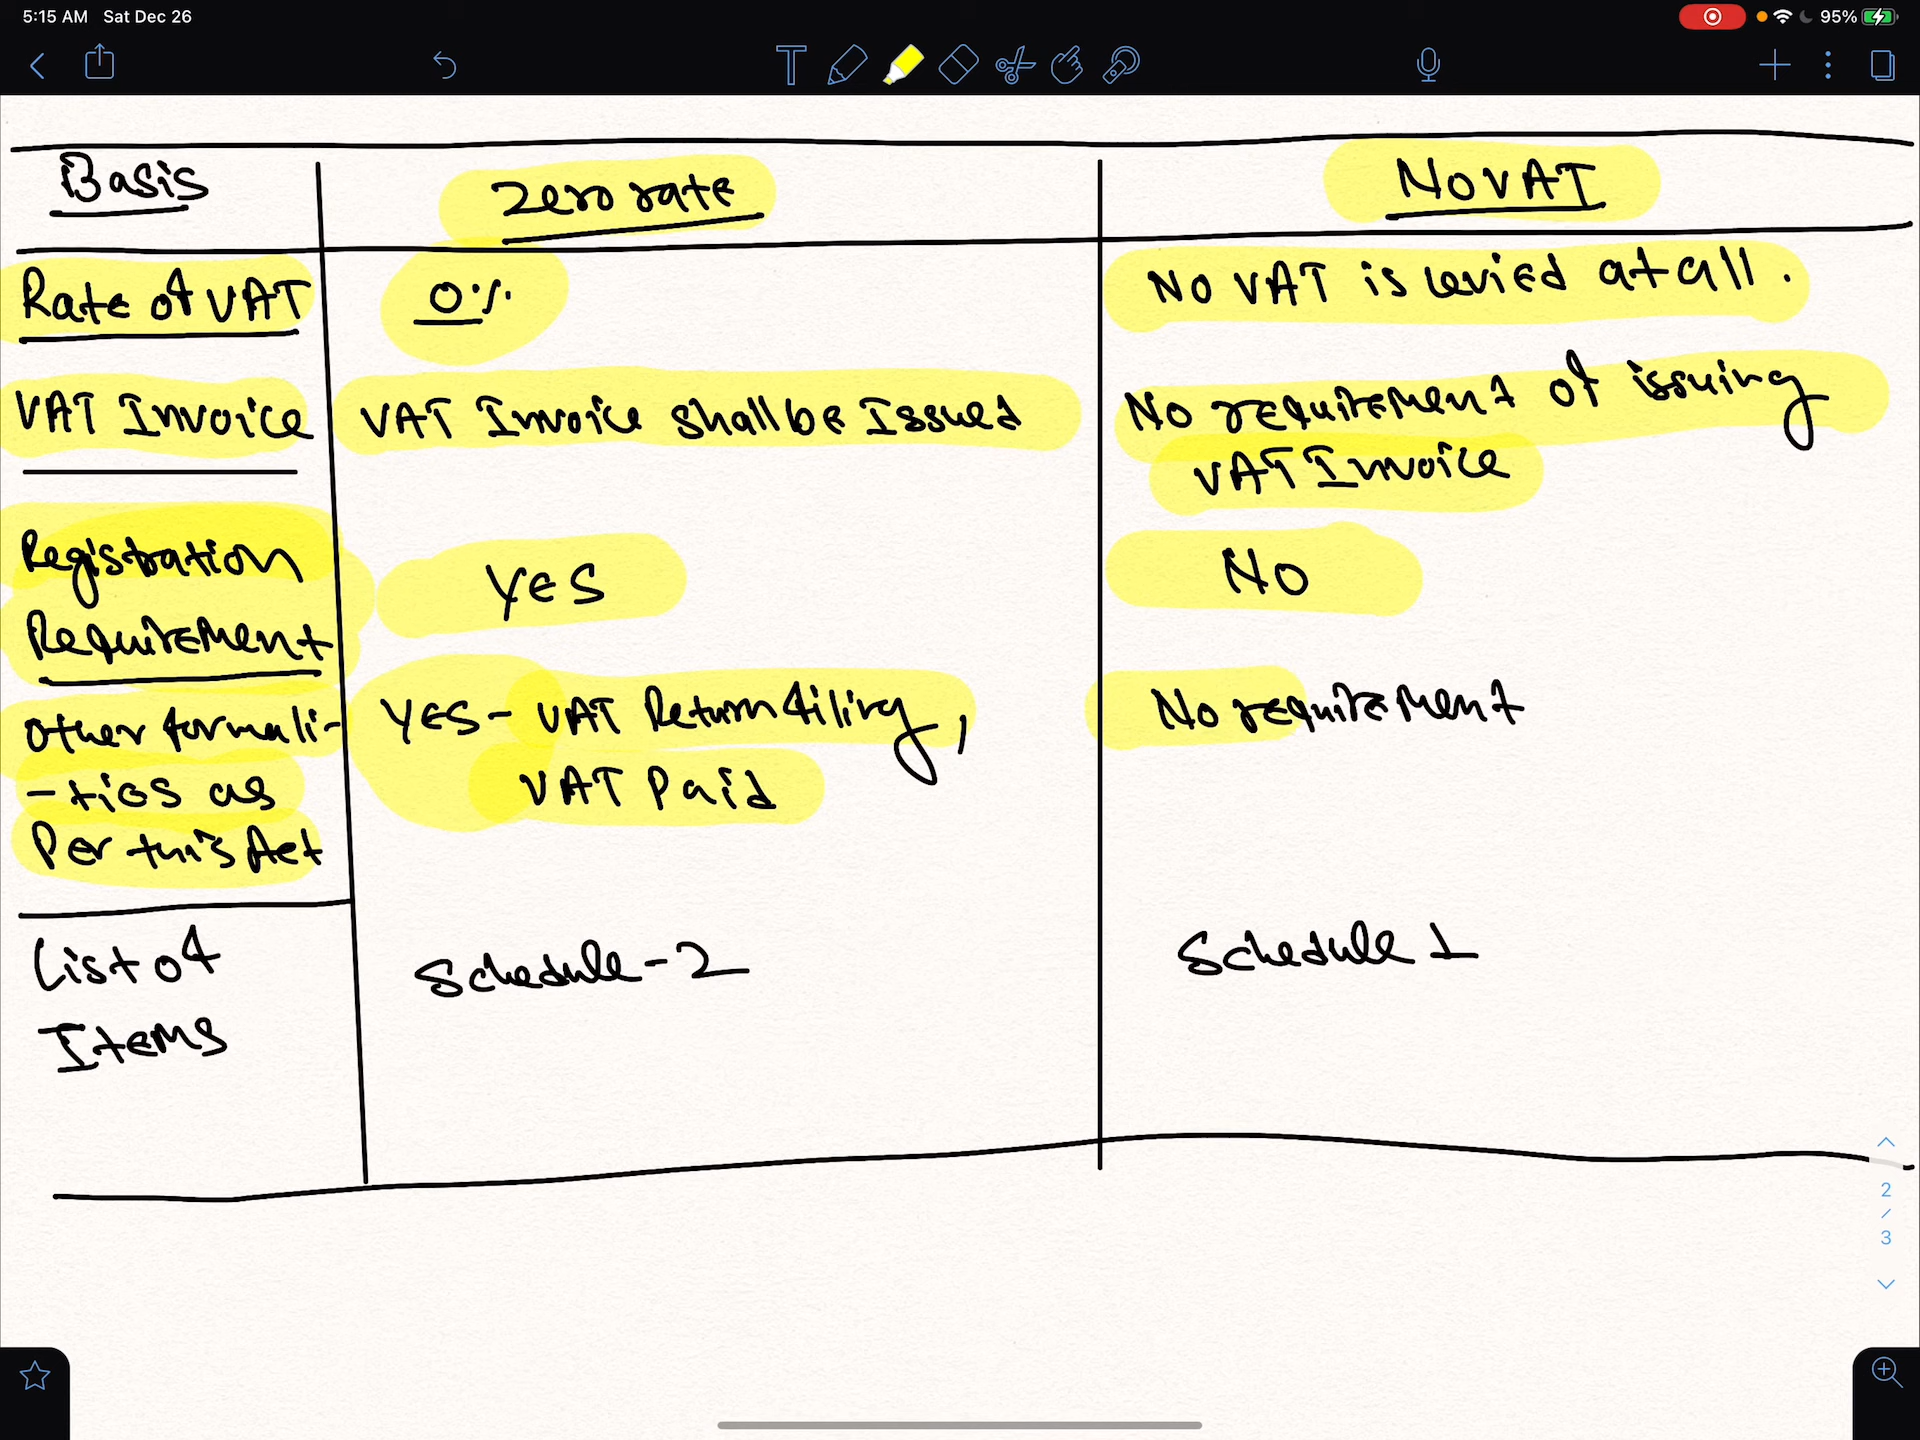 5:15 AM Sat Dec 26
95%
Basis
Zero rate
NO VAT
Rate of VAT
0%
No VAT is levied at all.
VAT Invoice
VAT Invoice shall be Issued
No requirement of issuing
VAT Invoice
Registration
Requirement
YES
NO
Other formali-
-ties as
Per this Act
YES - VAT Return filing,
VAT Paid
No requirement
List of
Items
Schedule-2
Schedule 1
2
/
3